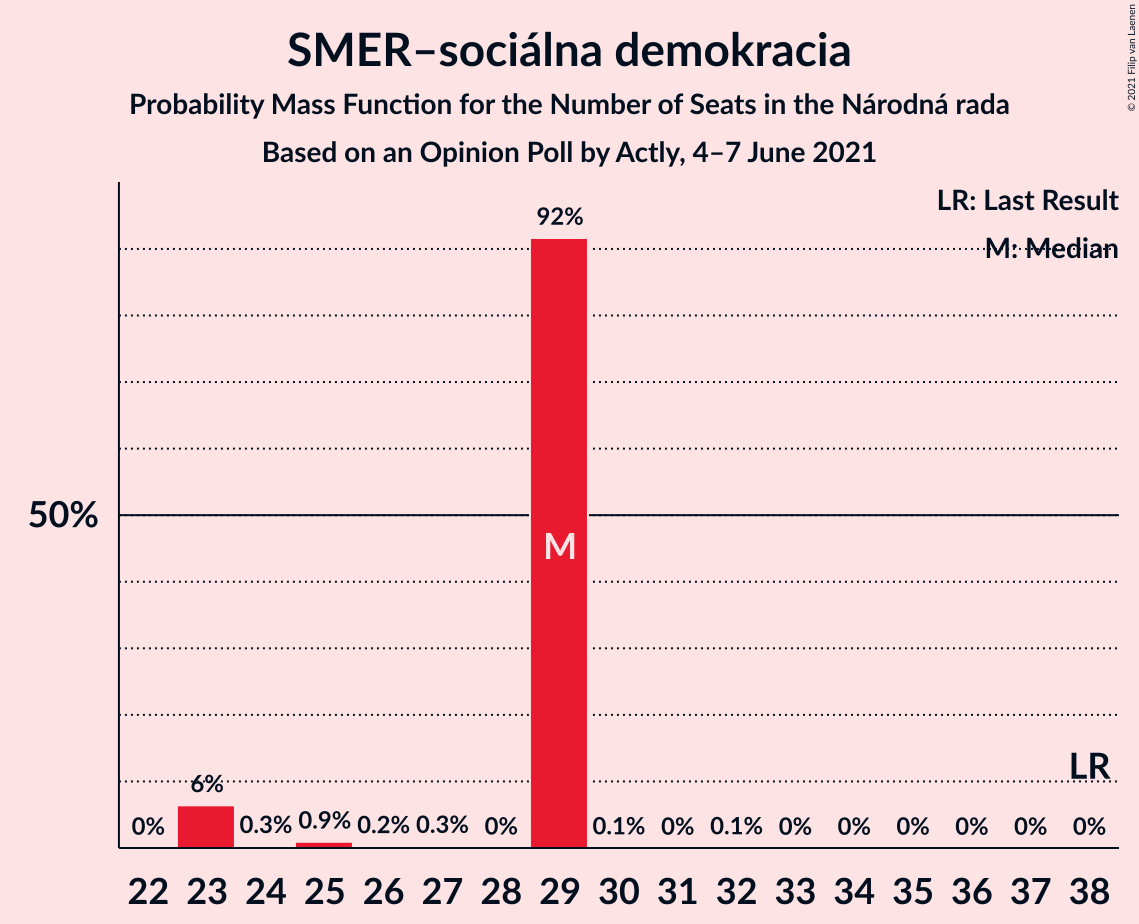 SMER–sociálna demokracia
Probability Mass Function for the Number of Seats in the Národná rada
Based on an Opinion Poll by Actly, 4–7 June 2021
© 2021 Filip van Laenen
LR: Last Result
M: Median
92%
50%
M
LR
0% 6% 0.3% 0.9% 0.2% 0.3% 0% 0.1% 0% 0.1% 0% 0% 0% 0% 0% 0%
22 23 24 25 26 27 28 29 30 31 32 33 34 35 36 37 38